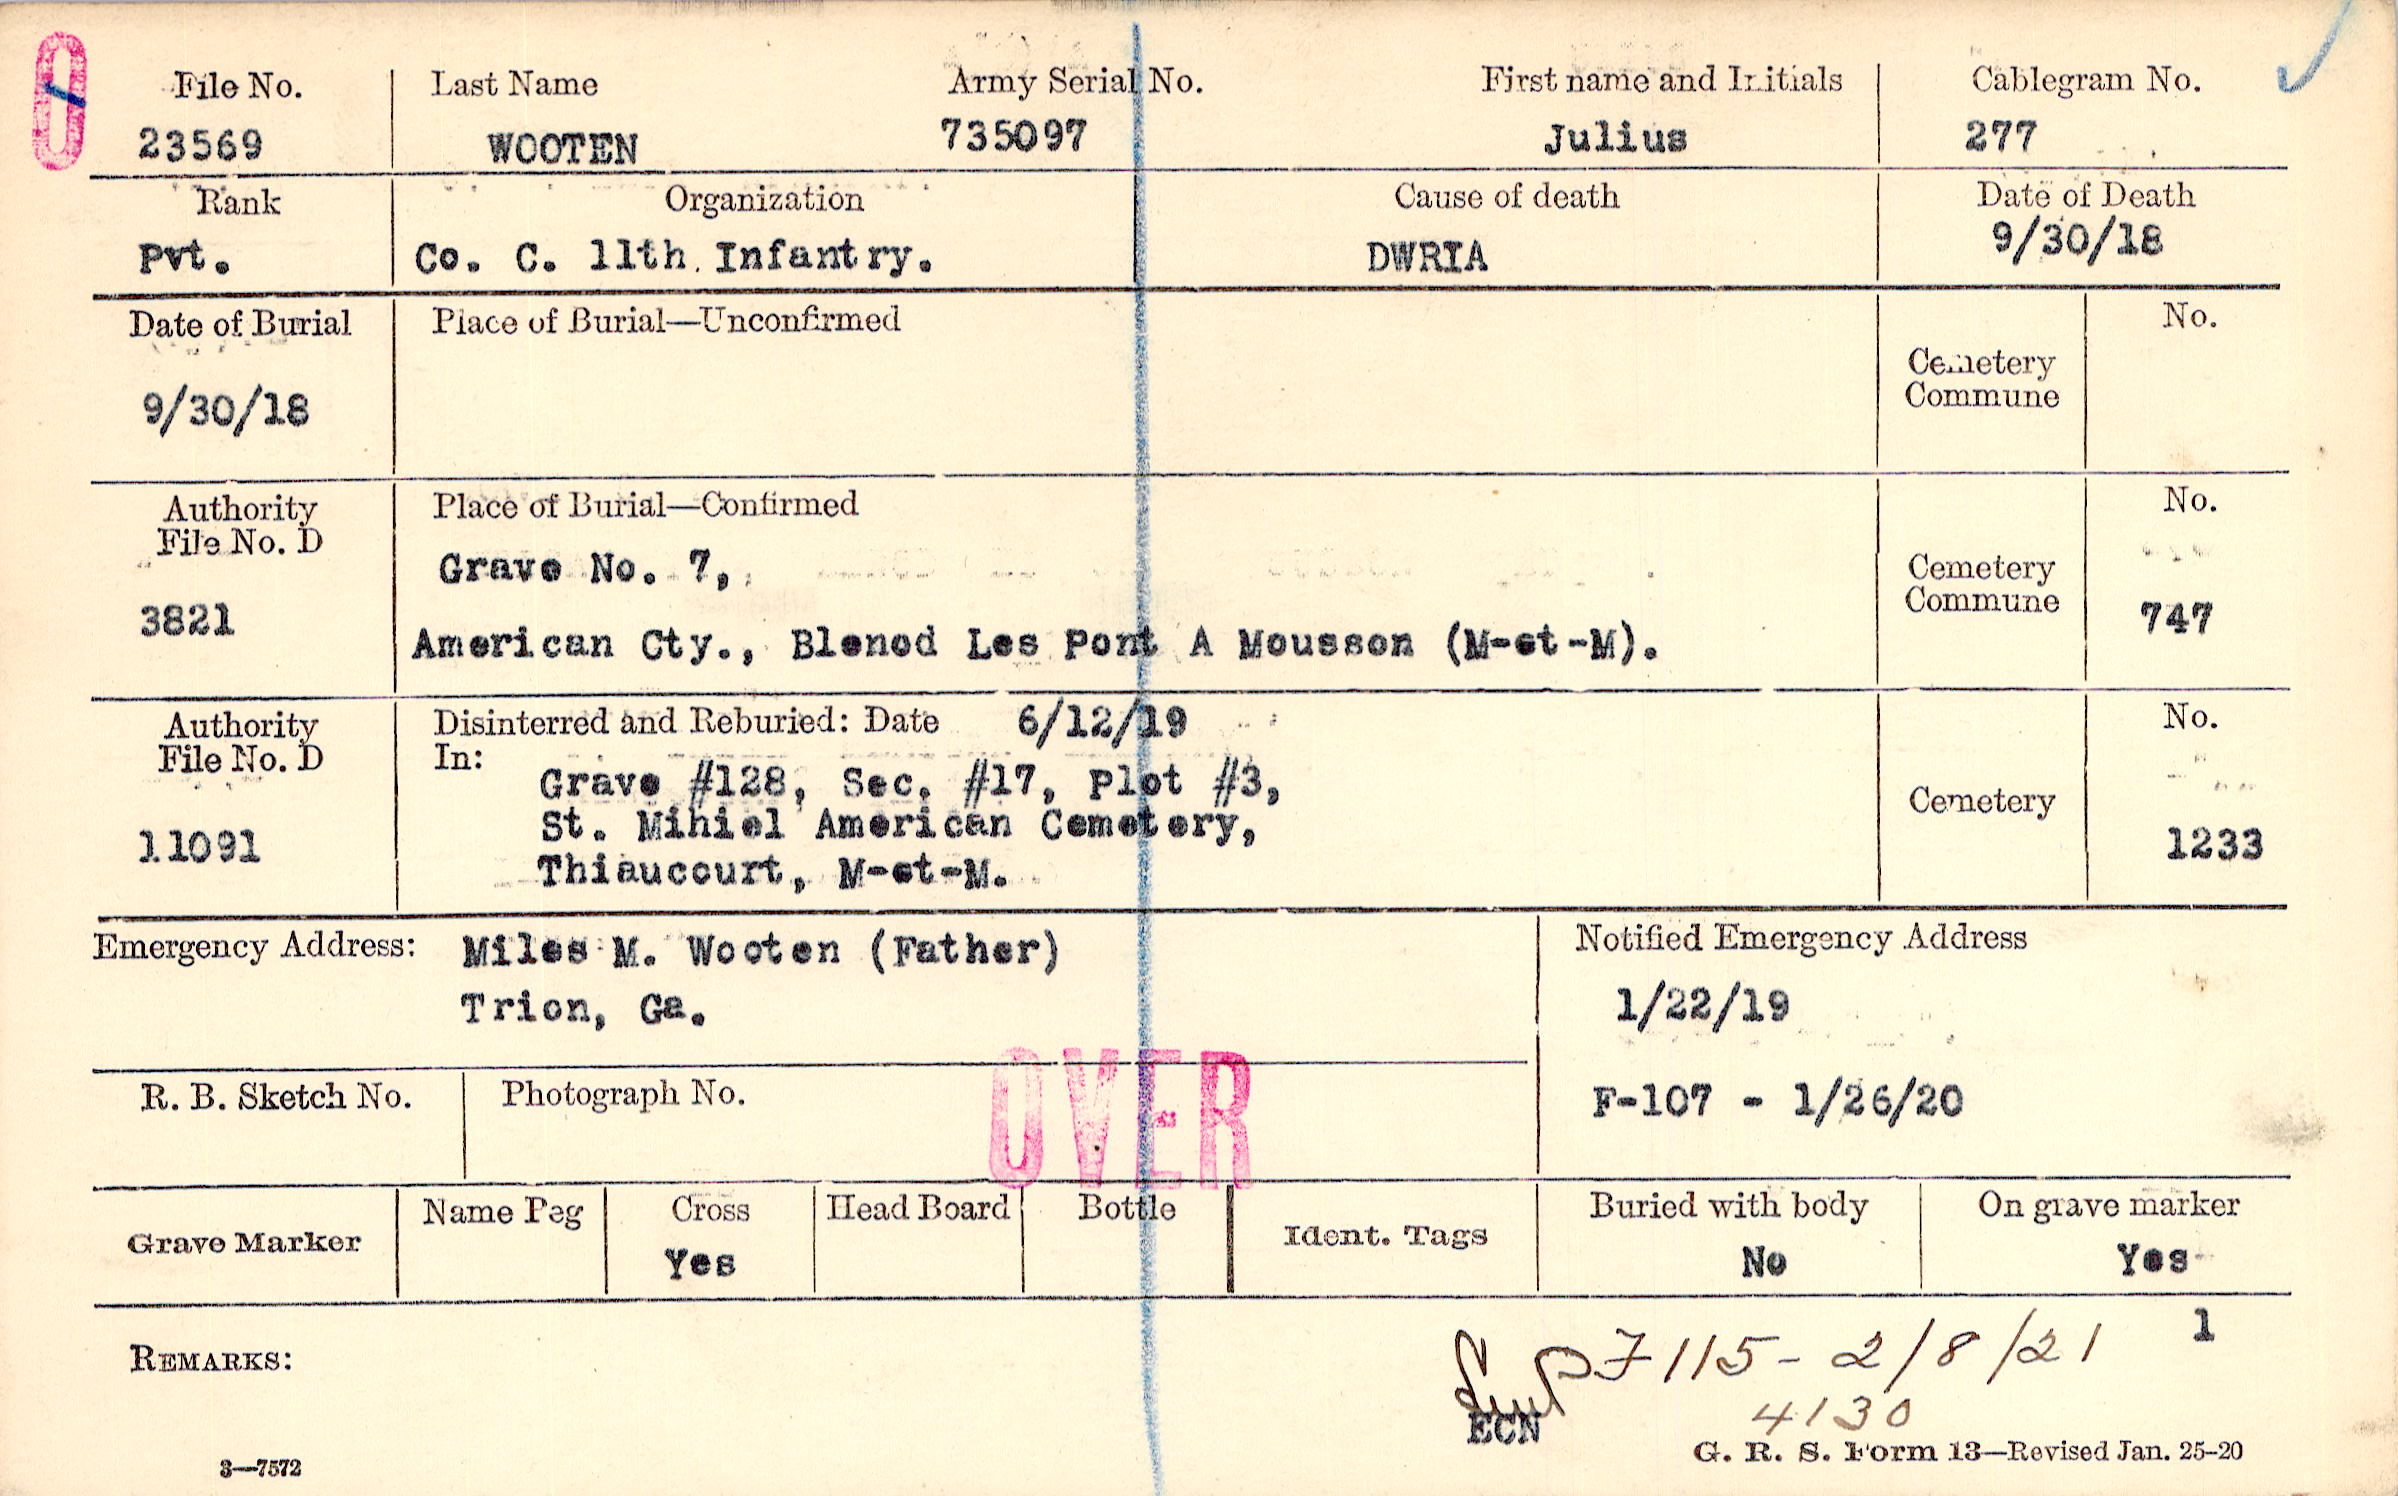 O
File No. Last Name Army Serial No. First name and Initials Cablegram No.
23569 WOOTEN 735097 Julius 277
Rank Organization Cause of death Date of Death
Pvt. Co. C. 11th Infantry. DWRIA 9/30/18
Date of Burial Place of Burial—Unconfirmed No.
9/30/18
Cemetery
Commune
Authority Place of Burial—Confirmed No.
File No. D
Grave No. 7,
3821
American Cty., Blenod Les Pont A Mousson (M-et-M).
Cemetery
Commune
747
Authority Disinterred and Reburied: Date 6/12/19 No.
File No. D In:
Grave #128, Sec. #17, Plot #3,
St. Mihiel American Cemetery,
Thiaucourt, M-et-M.
11091
Cemetery
1233
Emergency Address: Miles M. Wooten (Father)
Trion, Ga.
Notified Emergency Address
1/22/19
F-107 - 1/26/20
R. B. Sketch No. Photograph No.
OVER
Grave Marker Name Peg Cross Head Board Bottle Ident. Tags Buried with body On grave marker
Yes No Yes
1
REMARKS:
7115- 2/8/21
4130
ECN
3—7572
G. R. S. Form 13—Revised Jan. 25-20